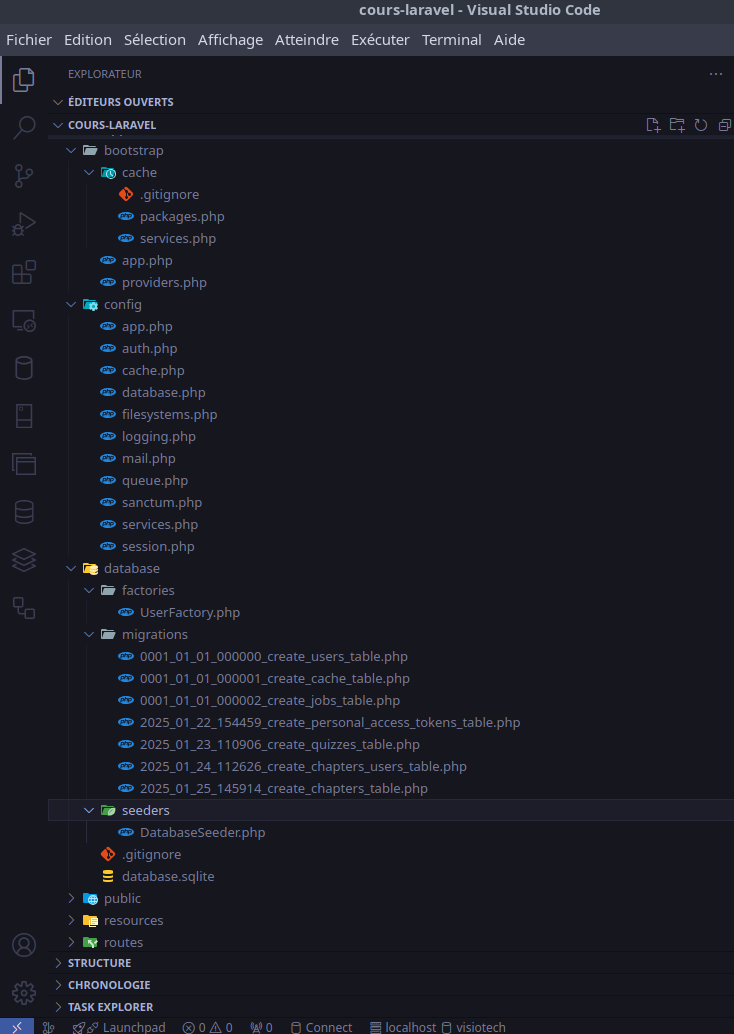 cours-laravel - Visual Studio Code
Fichier Edition Sélection Affichage Atteindre Exécuter Terminal Aide
EXPLORATEUR
ÉDITEURS OUVERTS
COURS-LARAVEL
bootstrap
cache
.gitignore
packages.php
services.php
app.php
providers.php
config
app.php
auth.php
cache.php
database.php
filesystems.php
logging.php
mail.php
queue.php
sanctum.php
services.php
session.php
database
factories
UserFactory.php
migrations
0001_01_01_000000_create_users_table.php
0001_01_01_000001_create_cache_table.php
0001_01_01_000002_create_jobs_table.php
2025_01_22_154459_create_personal_access_tokens_table.php
2025_01_23_110906_create_quizzes_table.php
2025_01_24_112626_create_chapters_users_table.php
2025_01_25_145914_create_chapters_table.php
seeders
DatabaseSeeder.php
.gitignore
database.sqlite
public
resources
routes
STRUCTURE
CHRONOLOGIE
TASK EXPLORER
Launchpad 0 0 0 Connect localhost visiotech